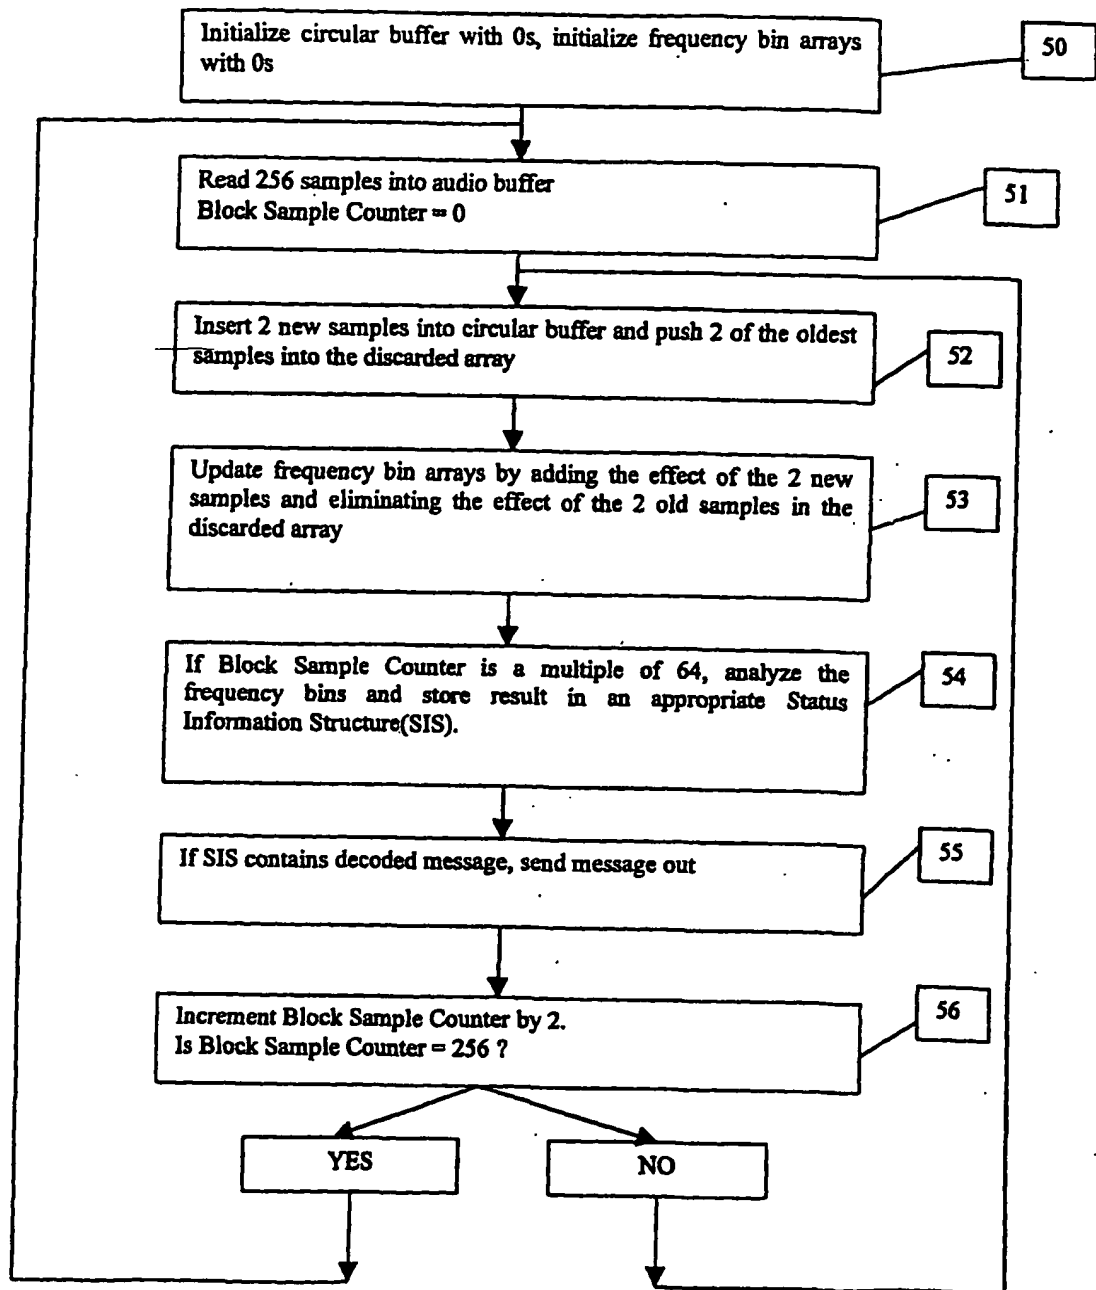 Initialize circular buffer with 0s, initialize frequency bin arrays
with 0s
50
Read 256 samples into audio buffer
Block Sample Counter = 0
51
Insert 2 new samples into circular buffer and push 2 of the oldest
samples into the discarded array
52
Update frequency bin arrays by adding the effect of the 2 new
samples and eliminating the effect of the 2 old samples in the
discarded array
53
If Block Sample Counter is a multiple of 64, analyze the
frequency bins and store result in an appropriate Status
Information Structure(SIS).
54
If SIS contains decoded message, send message out
55
Increment Block Sample Counter by 2.
Is Block Sample Counter = 256 ?
56
YES
NO